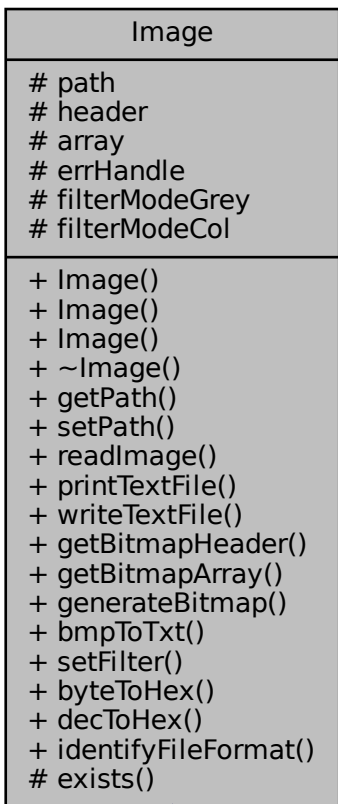 Image
# path
# header
# array
# errHandle
# filterModeGrey
# filterModeCol
+ Image()
+ Image()
+ Image()
+ ~Image()
+ getPath()
+ setPath()
+ readImage()
+ printTextFile()
+ writeTextFile()
+ getBitmapHeader()
+ getBitmapArray()
+ generateBitmap()
+ bmpToTxt()
+ setFilter()
+ byteToHex()
+ decToHex()
+ identifyFileFormat()
# exists()